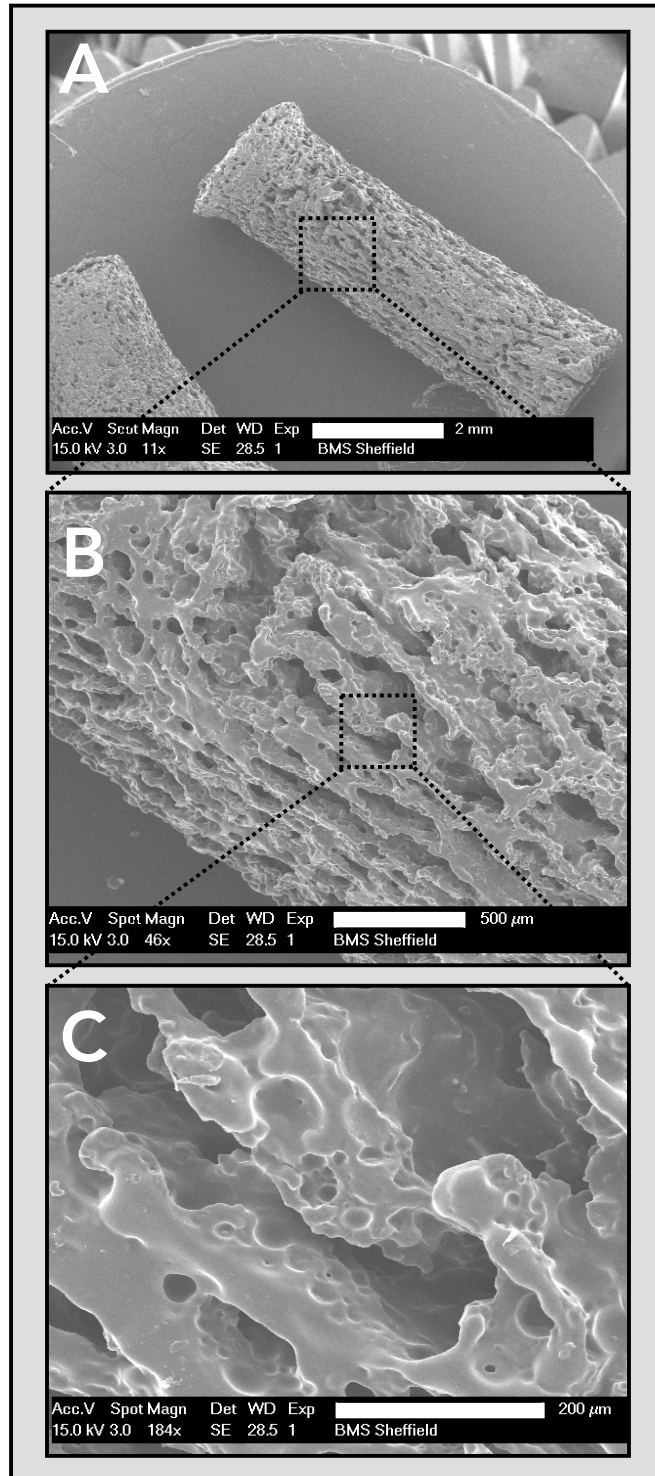 A
Acc.V Spot Magn Det WD Exp 2 mm
15.0 kV 3.0 11x SE 28.5 1 BMS Sheffield
B
Acc.V Spot Magn Det WD Exp 500 µm
15.0 kV 3.0 46x SE 28.5 1 BMS Sheffield
C
Acc.V Spot Magn Det WD Exp 200 µm
15.0 kV 3.0 184x SE 28.5 1 BMS Sheffield